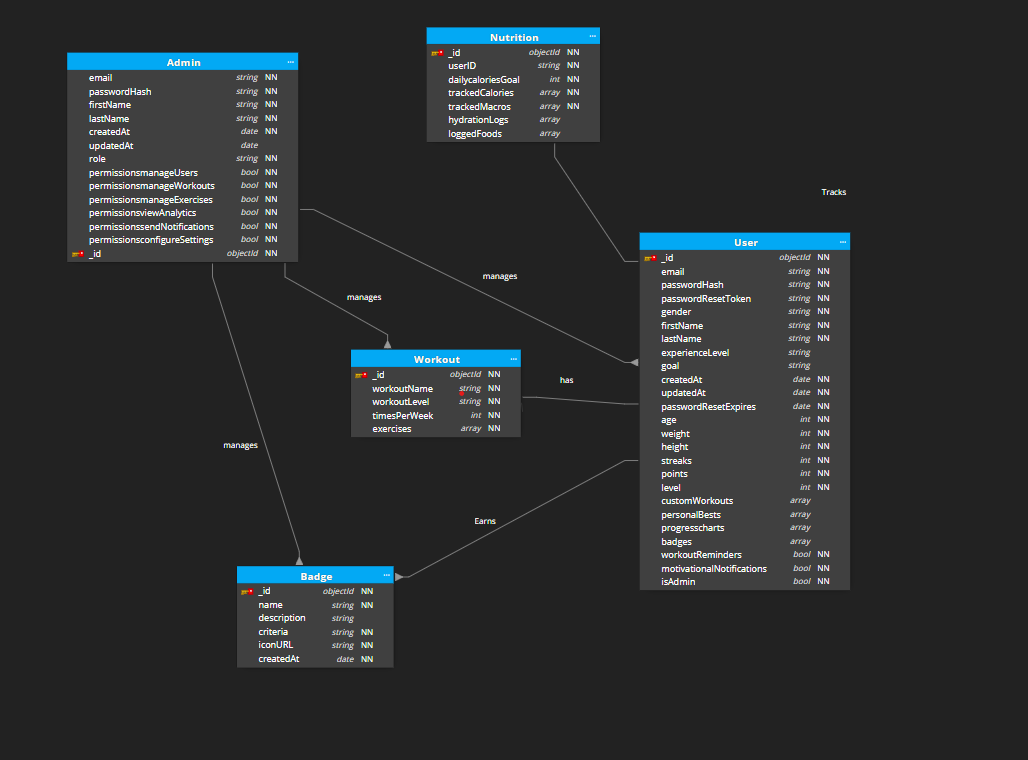 Nutrition ...
_id objectId NN
userID string NN
dailycaloriesGoal int NN
trackedCalories array NN
trackedMacros array NN
hydrationLogs array
loggedFoods array
Admin ...
email string NN
passwordHash string NN
firstName string NN
lastName string NN
createdAt date NN
updatedAt date
role string NN
permissionsmanageUsers bool NN
permissionsmanageWorkouts bool NN
permissionsmanageExercises bool NN
permissionsviewAnalytics bool NN
permissionssendNotifications bool NN
permissionsconfigureSettings bool NN
_id objectId NN
Tracks
User ...
_id objectId NN
email string NN
passwordHash string NN
passwordResetToken string NN
gender string NN
firstName string NN
lastName string NN
experienceLevel string
goal string
createdAt date NN
updatedAt date NN
passwordResetExpires date NN
age int NN
weight int NN
height int NN
streaks int NN
points int NN
level int NN
customWorkouts array
personalBests array
progresscharts array
badges array
workoutReminders bool NN
motivationalNotifications bool NN
isAdmin bool NN
manages
manages
Workout ...
_id objectId NN
workoutName string NN
workoutLevel string NN
timesPerWeek int NN
exercises array NN
has
manages
Earns
Badge ...
_id objectId NN
name string NN
description string
criteria string NN
iconURL string NN
createdAt date NN